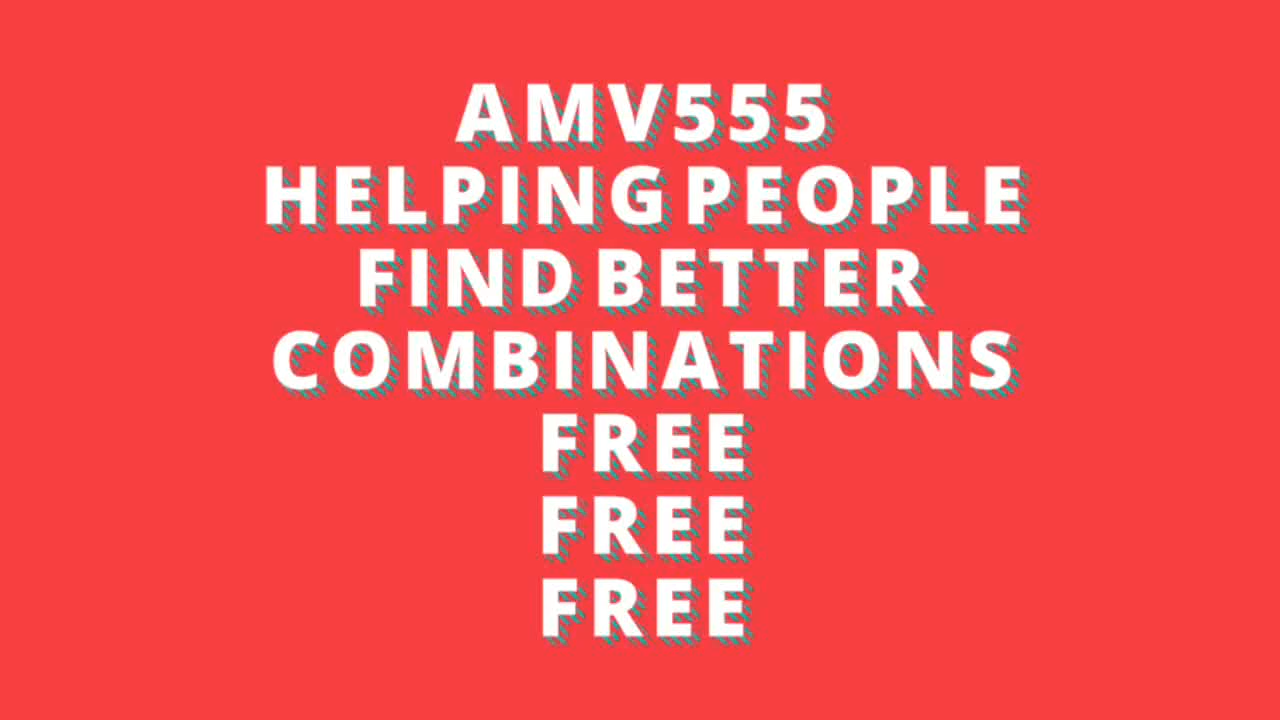 AMV555
HELPING PEOPLE
FIND BETTER
COMBINATIONS
FREE
FREE
FREE